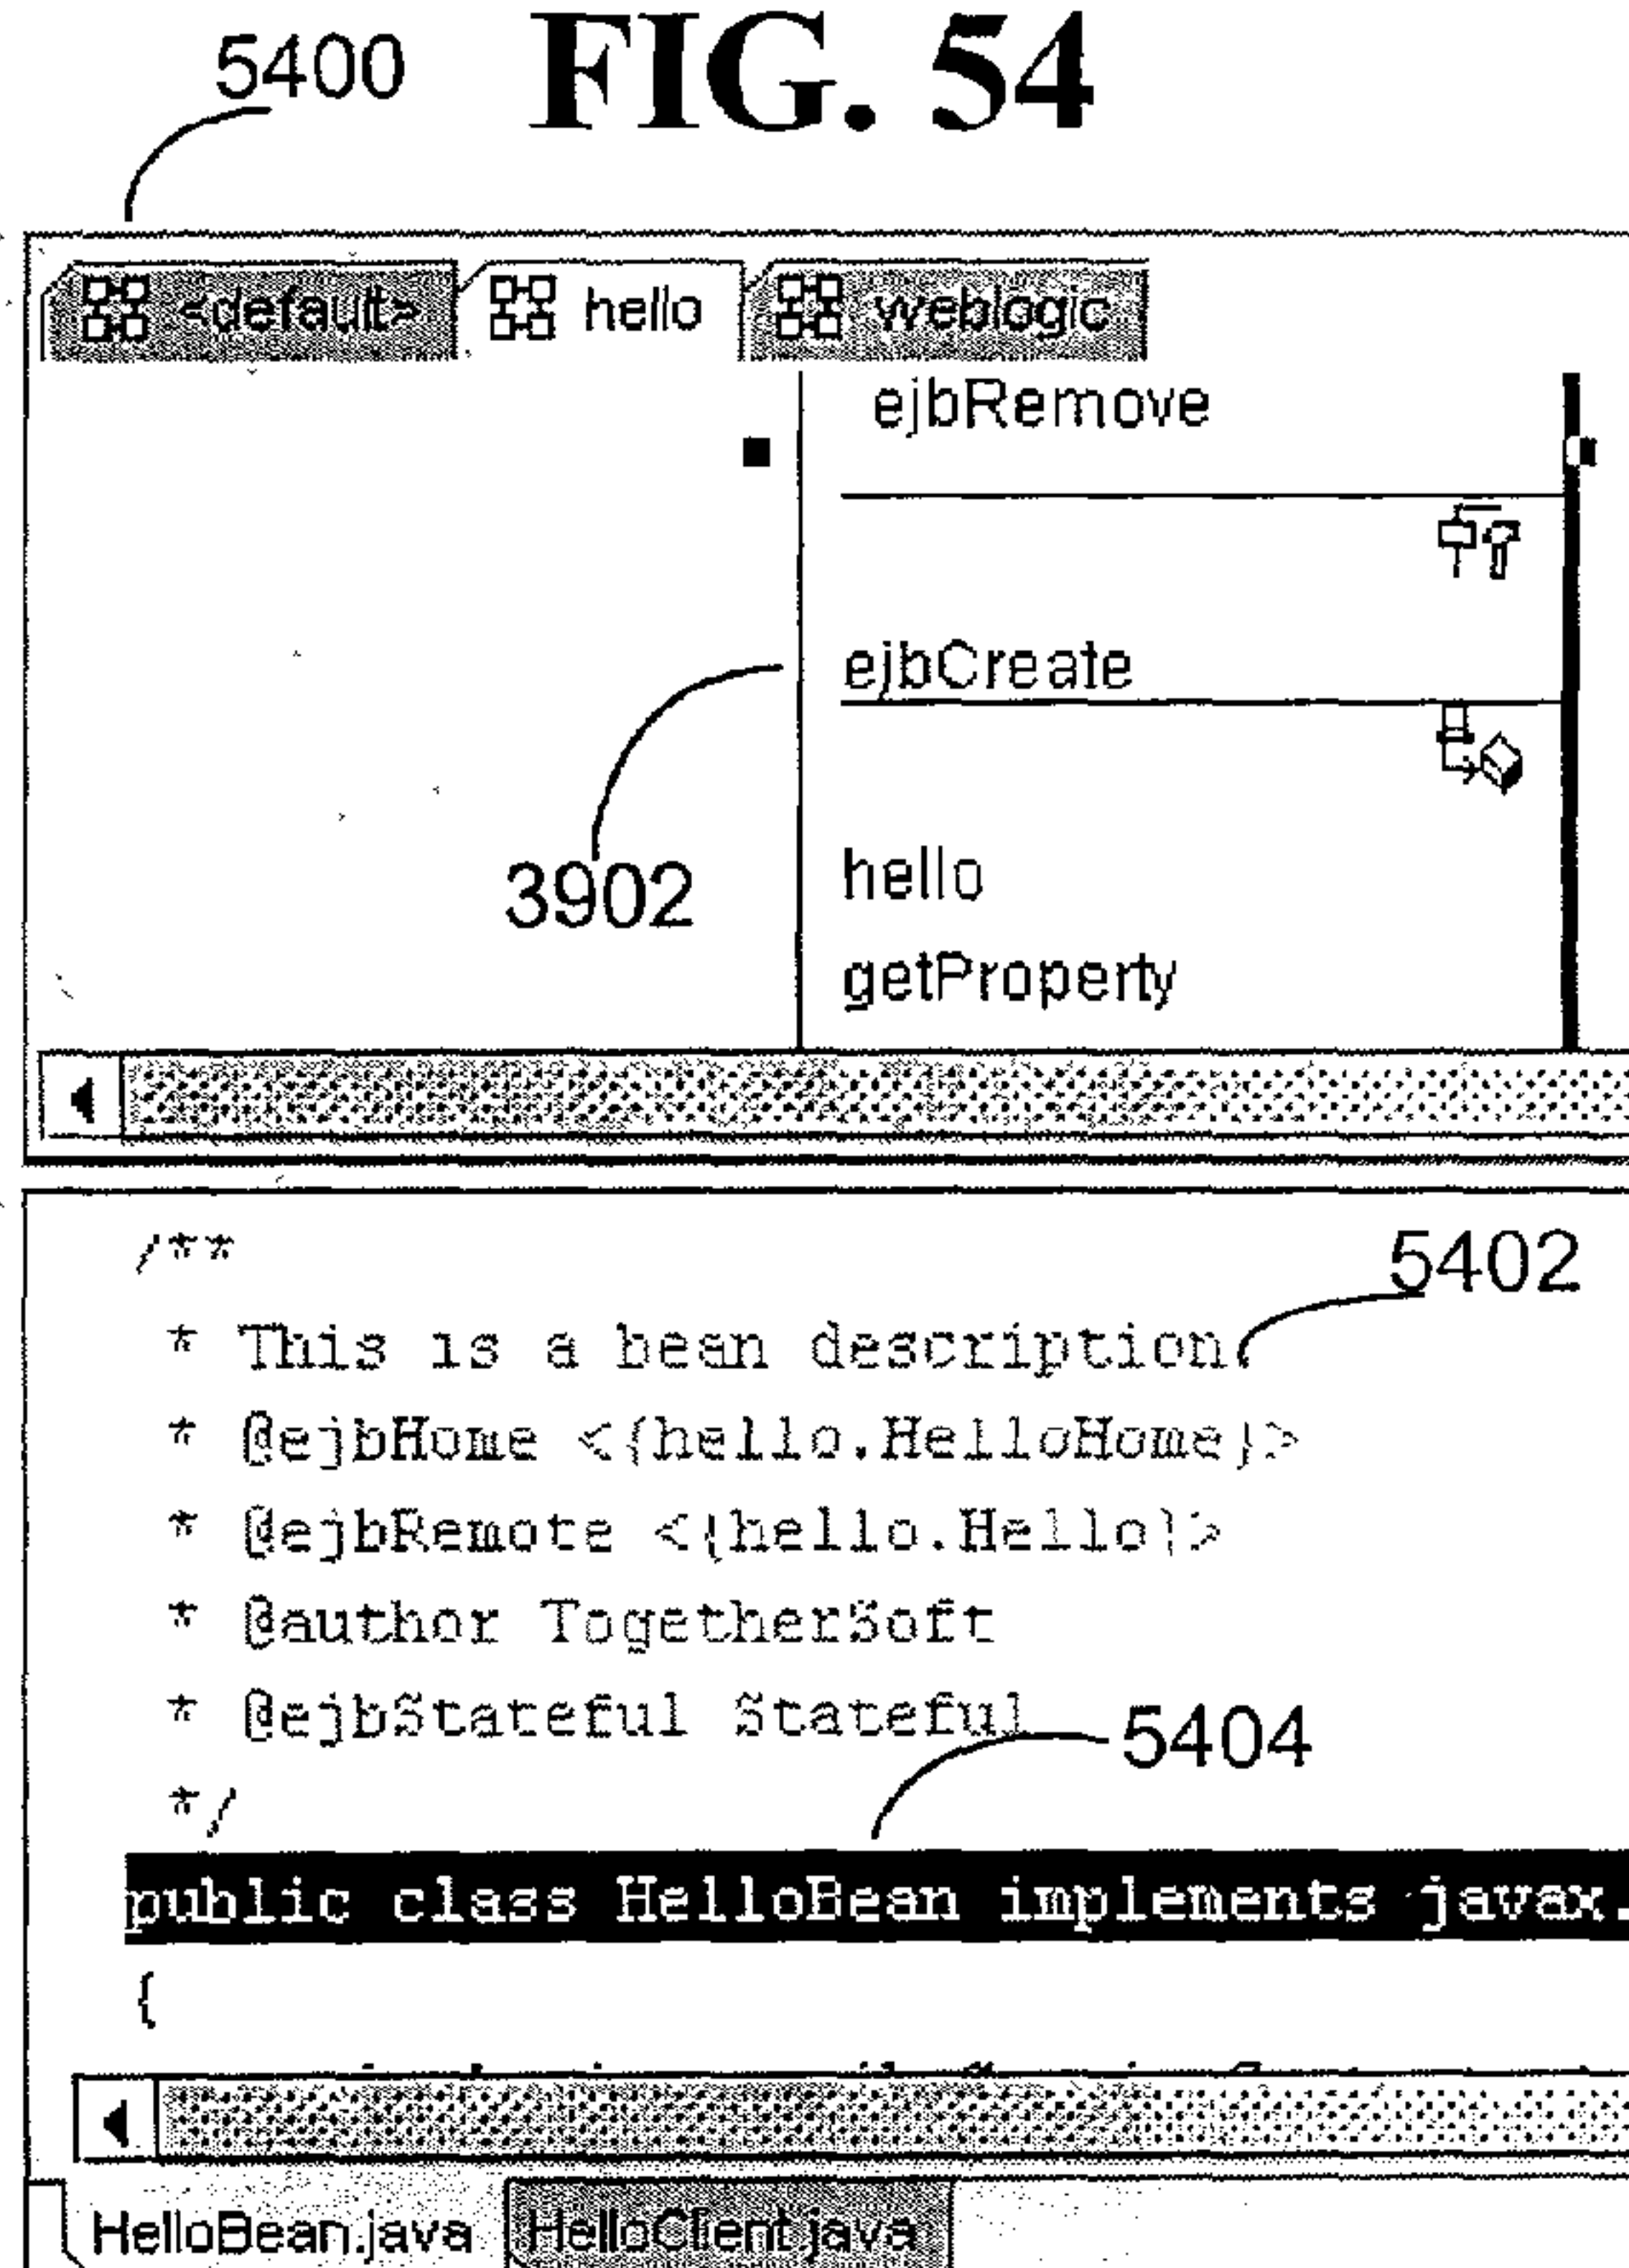 5400 FIG. 54
<default> hello weblogic
ejbRemove
ejbCreate
3902
hello
getProperty
/**
5402
* This is a bean description.
* @ejbHome <{hello.HelloHome}>
* @ejbRemote <{hello.Hello}>
* @author TogetherSoft
* @ejbStateful Stateful
5404
*/
public class HelloBean implements javax.
{
HelloBean.java HelloClient.java